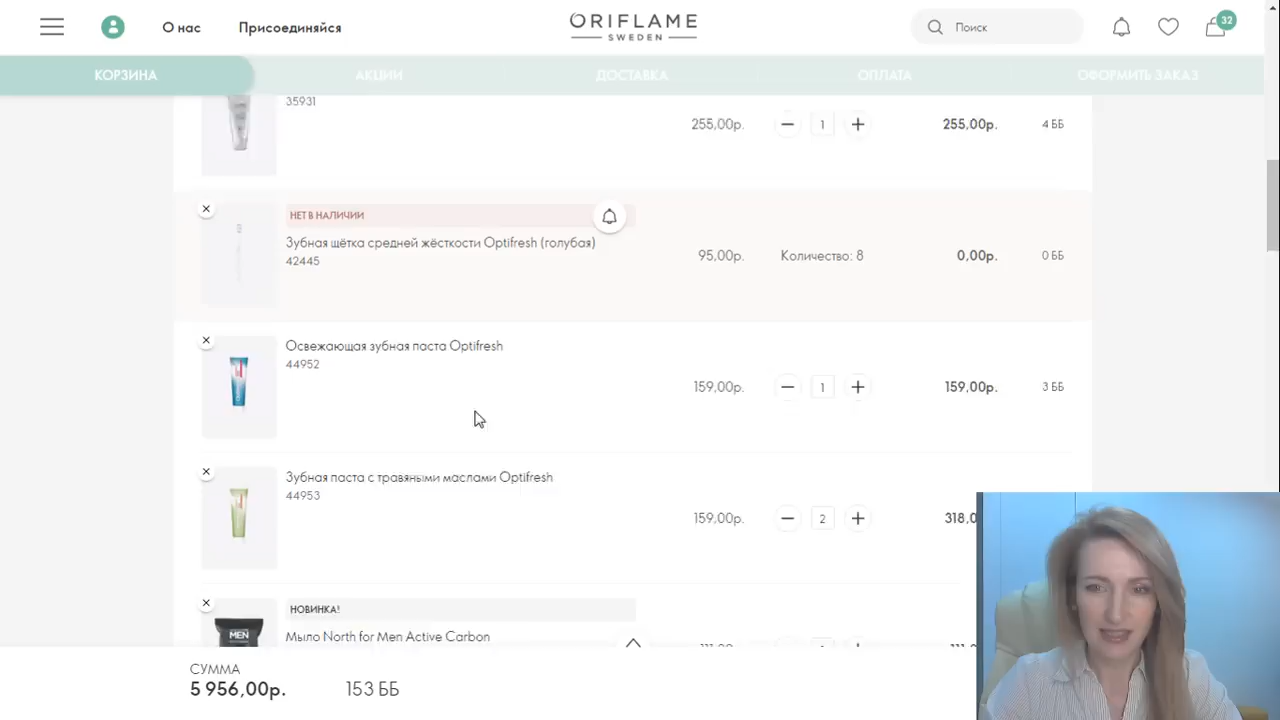 О нас
Присоединяйся
ORIFLAME
SWEDEN
Поиск
32
КОРЗИНА
АКЦИИ
ДОСТАВКА
ОПЛАТА
ОФОРМИТЬ ЗАКАЗ
35931
255,00р.
1
255,00р.
4 ББ
НЕТ В НАЛИЧИИ
Зубная щётка средней жёсткости Optifresh (голубая)
42445
95,00р.
Количество: 8
0,00р.
0 ББ
Освежающая зубная паста Optifresh
44952
159,00р.
1
159,00р.
3 ББ
Зубная паста с травяными маслами Optifresh
44953
159,00р.
2
318,0
НОВИНКА!
MEN
Мыло North for Men Active Carbon
СУММА
5 956,00р.
153 ББ